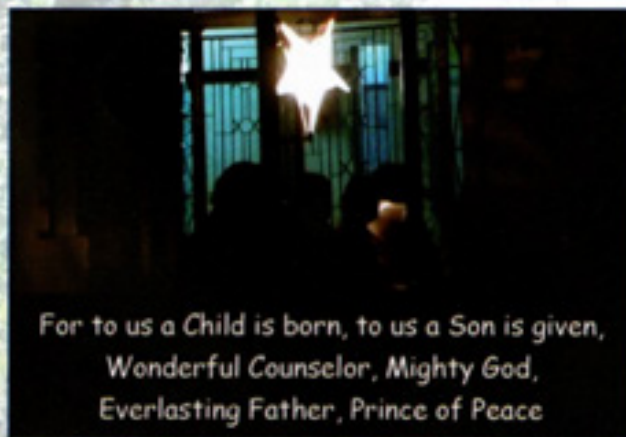 For to us a Child is born, to us a Son is given,
Wonderful Counselor, Mighty God,
Everlasting Father, Prince of Peace